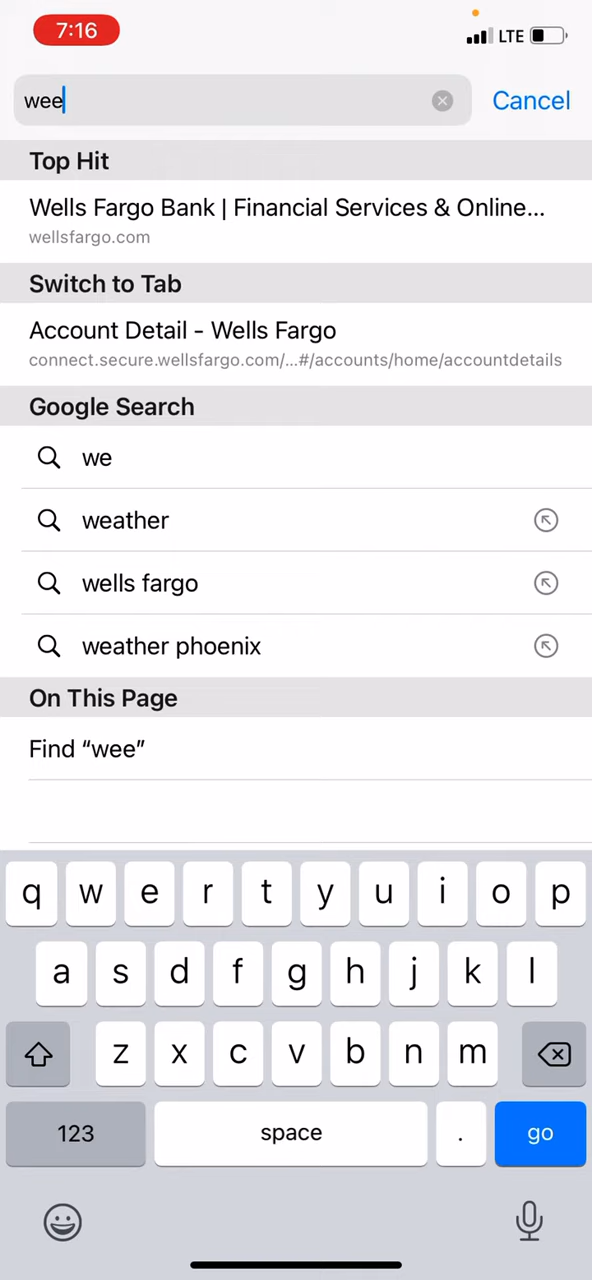 7:16
LTE
wee
Cancel
Top Hit
Wells Fargo Bank | Financial Services & Online...
wellsfargo.com
Switch to Tab
Account Detail - Wells Fargo
connect.secure.wellsfargo.com/...#/accounts/home/accountdetails
Google Search
we
weather
wells fargo
weather phoenix
On This Page
Find “wee”
q w e r t y u i o p
a s d f g h j k l
z x c v b n m
123 space . go